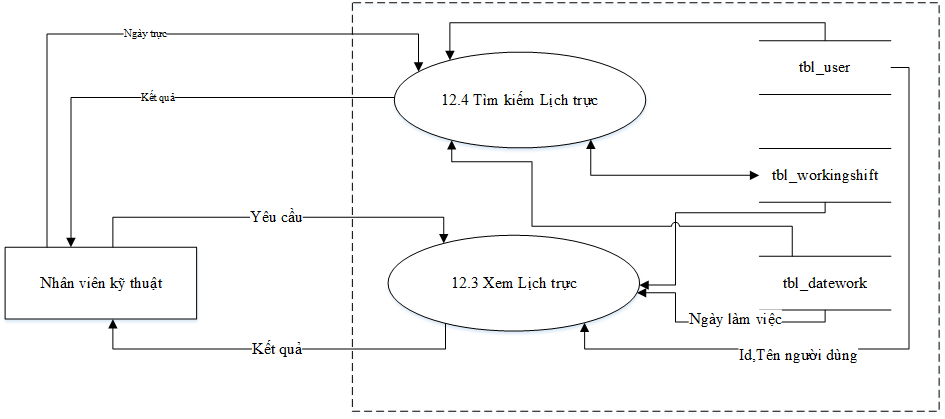 Ngày trực
tbl_user
12.4 Tìm kiếm Lịch trực
Kết quả
tbl_workingshift
Yêu cầu
Nhân viên kỹ thuật
12.3 Xem Lịch trực
tbl_datework
Ngày làm việc
Kết quả
Id,Tên người dùng